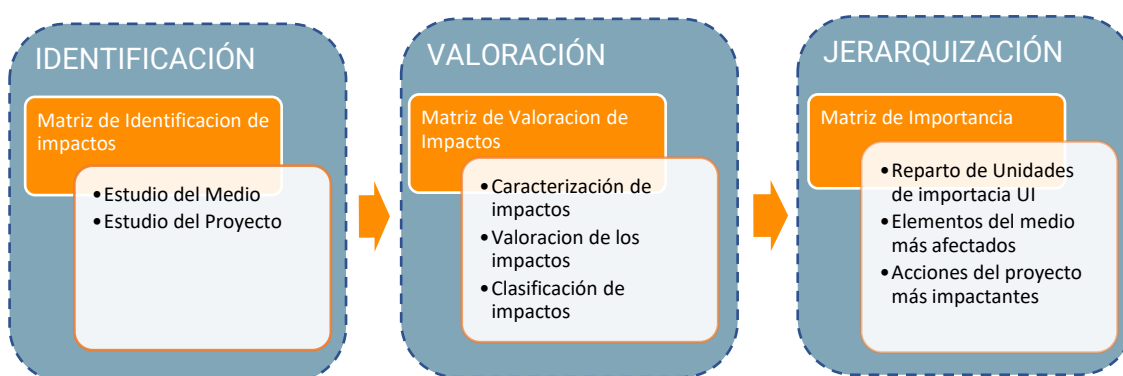 IDENTIFICACIÓN
Matriz de Identificacion de
impactos
•Estudio del Medio
•Estudio del Proyecto
VALORACIÓN
Matriz de Valoracion de
Impactos
•Caracterización de
impactos
•Valoracion de los
impactos
•Clasificación de
impactos
JERARQUIZACIÓN
Matriz de Importancia
•Reparto de Unidades
de importacia UI
•Elementos del medio
más afectados
•Acciones del proyecto
más impactantes